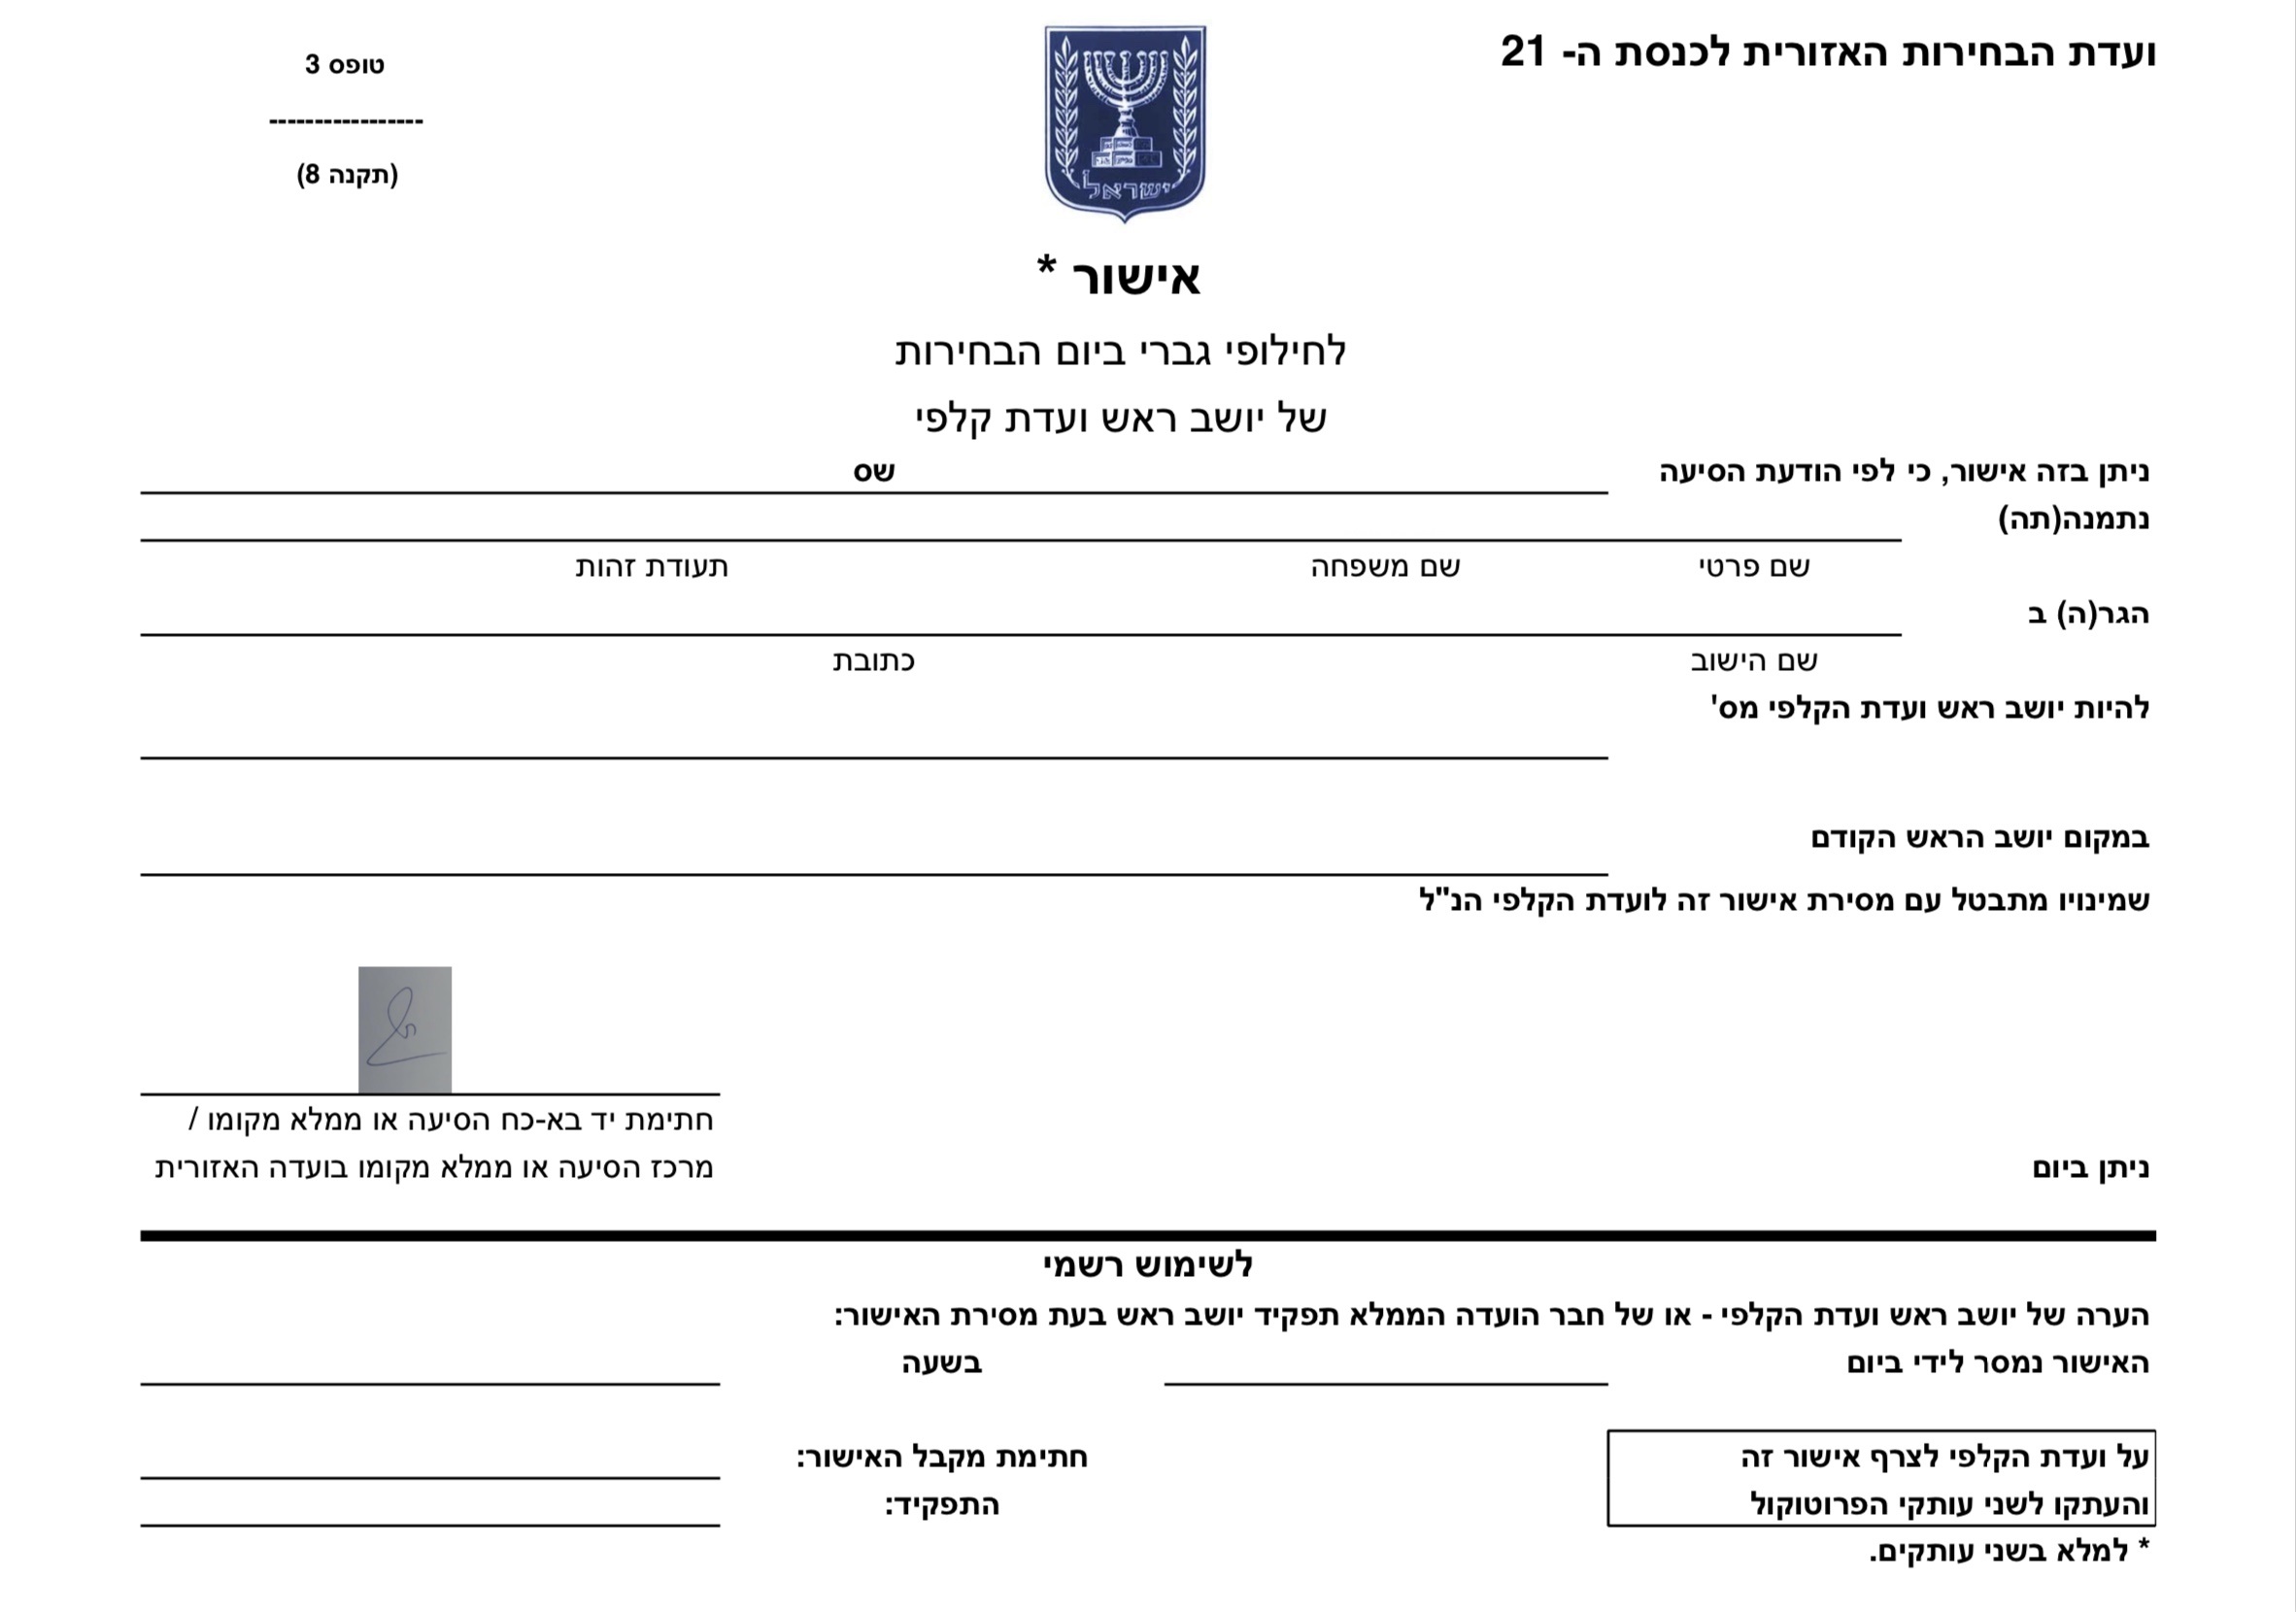 ועדת הבחירות האזורית לכנסת ה- 21
טופס 3
----------------
(תקנה 8)
ישראל
אישור *
לחילופי גברי ביום הבחירות
של יושב ראש ועדת קלפי
ניתן בזה אישור, כי לפי הודעת הסיעה שס
נתמנה(תה)
שם פרטי שם משפחה תעודת זהות
הגר(ה) ב
שם הישוב כתובת
להיות יושב ראש ועדת הקלפי מס'
במקום יושב הראש הקודם
שמינויו מתבטל עם מסירת אישור זה לועדת הקלפי הנ"ל
חתימת יד בא-כח הסיעה או ממלא מקומו /
ניתן ביום מרכז הסיעה או ממלא מקומו בועדה האזורית
לשימוש רשמי
הערה של יושב ראש ועדת הקלפי - או של חבר הועדה הממלא תפקיד יושב ראש בעת מסירת האישור:
האישור נמסר לידי ביום בשעה
על ועדת הקלפי לצרף אישור זה חתימת מקבל האישור:
והעתקו לשני עותקי הפרוטוקול התפקיד:
* למלא בשני עותקים.